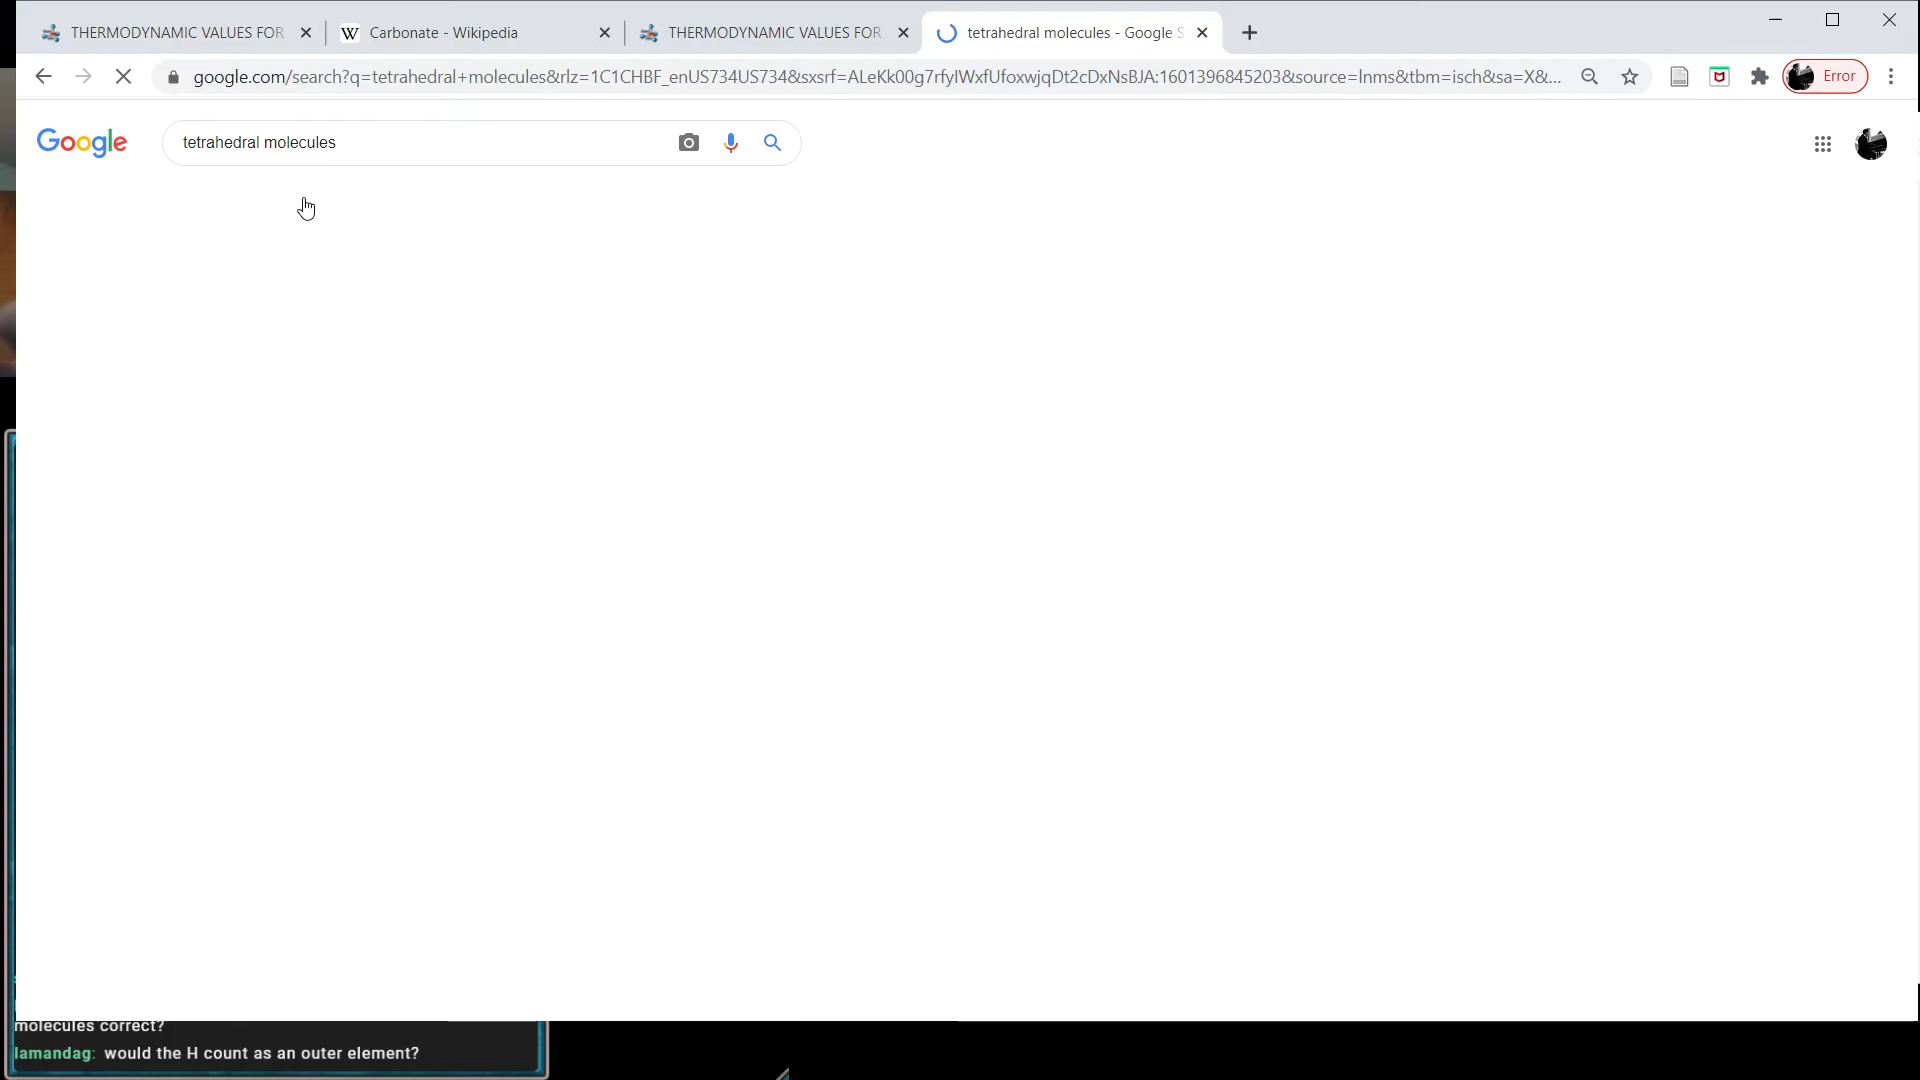 THERMODYNAMIC VALUES FOR
Carbonate - Wikipedia
THERMODYNAMIC VALUES FOR
tetrahedral molecules - Google S
google.com/search?q=tetrahedral+molecules&rlz=1C1CHBF_enUS734US734&sxsrf=ALeKk00g7rfyIWxfUfoxwjqDt2cDxNsBJA:1601396845203&source=lnms&tbm=isch&sa=X&...
Error
Google
tetrahedral molecules
molecules correct?
lamandag: would the H count as an outer element?